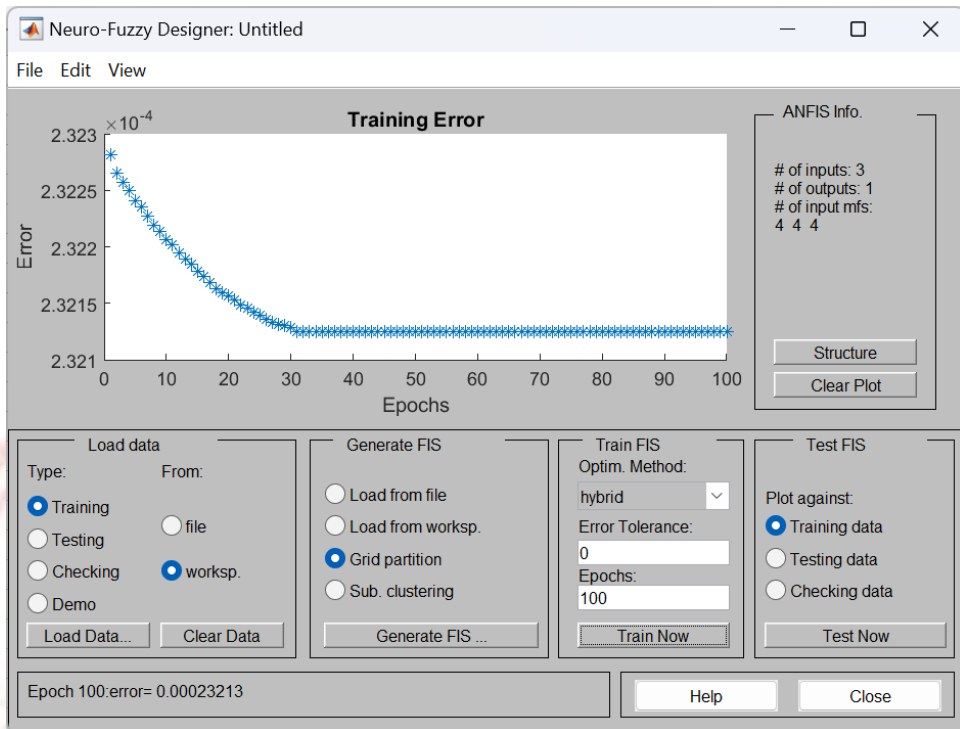 Neuro-Fuzzy Designer: Untitled
File Edit View
×10⁻⁴
Training Error
2.323
2.3225
2.322
2.3215
2.321
Error
0 10 20 30 40 50 60 70 80 90 100
Epochs
ANFIS Info.
# of inputs: 3
# of outputs: 1
# of input mfs:
4 4 4
Structure
Clear Plot
Load data
Type: From:
Training
Testing
Checking
Demo
file
worksp.
Load Data...
Clear Data
Generate FIS
Load from file
Load from worksp.
Grid partition
Sub. clustering
Generate FIS ...
Train FIS
Optim. Method:
hybrid
Error Tolerance:
0
Epochs:
100
Train Now
Test FIS
Plot against:
Training data
Testing data
Checking data
Test Now
Epoch 100:error= 0.00023213
Help
Close